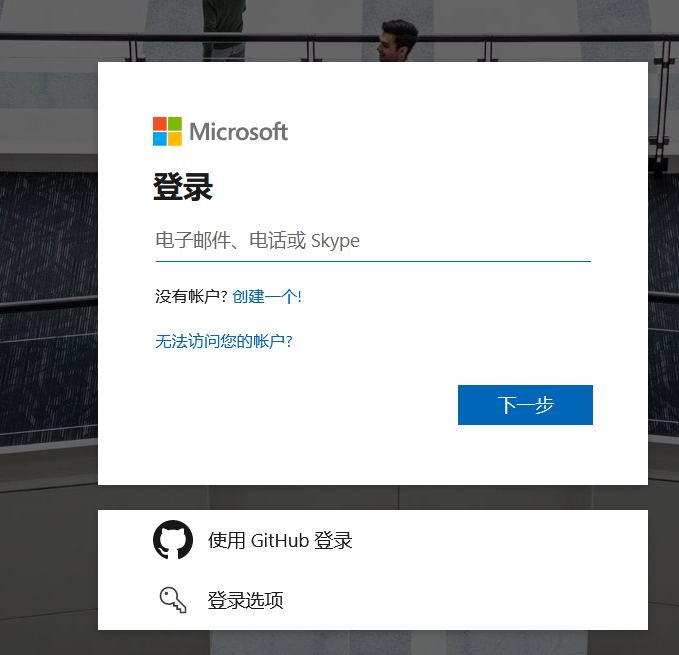 Microsoft
登录
电子邮件、电话或 Skype
没有帐户? 创建一个!
无法访问您的帐户?
下一步
使用 GitHub 登录
登录选项